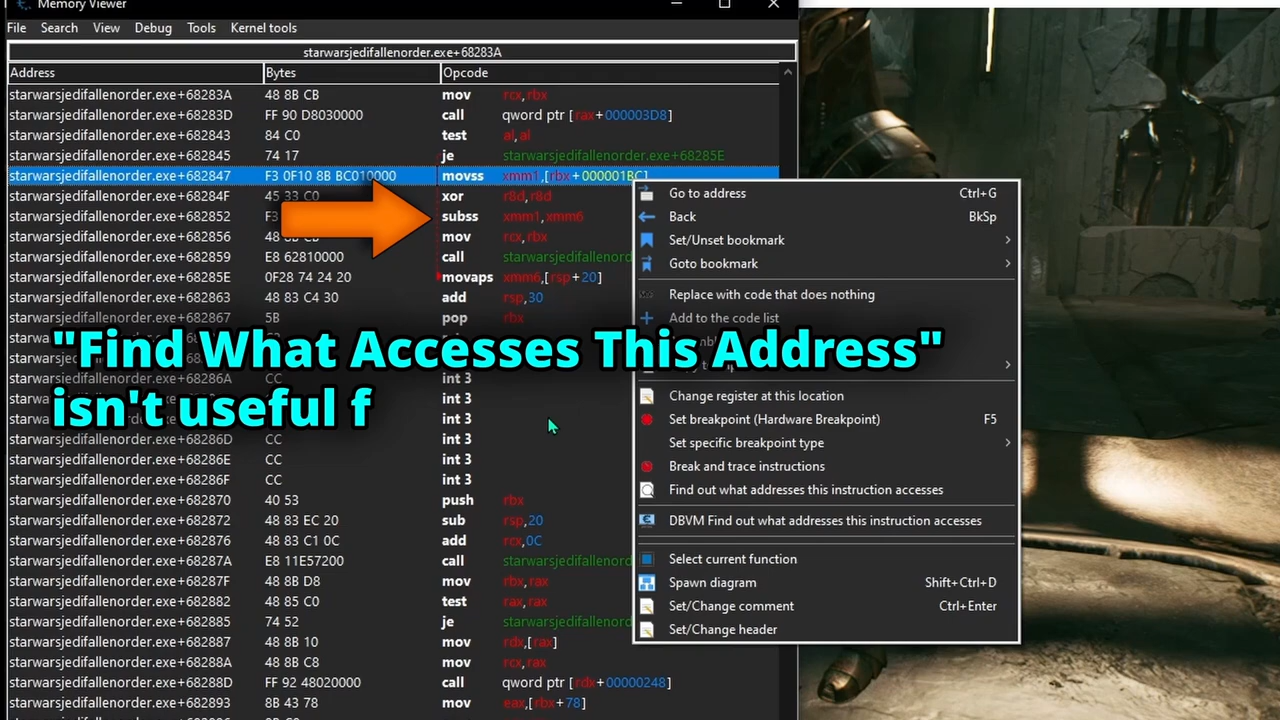 Memory Viewer
File Search View Debug Tools Kernel tools
starwarsjedifallenorder.exe+68283A
Address Bytes Opcode
starwarsjedifallenorder.exe+68283A 48 8B CB mov rcx,rbx
starwarsjedifallenorder.exe+68283D FF 90 D8030000 call qword ptr [rax+000003D8]
starwarsjedifallenorder.exe+682843 84 C0 test al,al
starwarsjedifallenorder.exe+682845 74 17 je starwarsjedifallenorder.exe+68285E
starwarsjedifallenorder.exe+682847 F3 0F10 8B BC010000 movss xmm1,[rbx+000001BC]
starwarsjedifallenorder.exe+68284F 45 33 C0 xor r8d,r8d
starwarsjedifallenorder.exe+682852 F3 subss xmm1,xmm6
starwarsjedifallenorder.exe+682856 48 8B CB mov rcx,rbx
starwarsjedifallenorder.exe+682859 E8 62810000 call starwarsjedifallenord
starwarsjedifallenorder.exe+68285E 0F28 74 24 20 movaps xmm6,[rsp+20]
starwarsjedifallenorder.exe+682863 48 83 C4 30 add rsp,30
starwarsjedifallenorder.exe+682867 5B pop rbx
"Find What Accesses This Address"
isn't useful f
starwarsjedifallenorder.exe+68286A CC int 3
int 3
int 3
starwarsjedifallenorder.exe+68286D CC int 3
starwarsjedifallenorder.exe+68286E CC int 3
starwarsjedifallenorder.exe+68286F CC int 3
starwarsjedifallenorder.exe+682870 40 53 push rbx
starwarsjedifallenorder.exe+682872 48 83 EC 20 sub rsp,20
starwarsjedifallenorder.exe+682876 48 83 C1 0C add rcx,0C
starwarsjedifallenorder.exe+68287A E8 11E57200 call starwarsjedifallenord
starwarsjedifallenorder.exe+68287F 48 8B D8 mov rbx,rax
starwarsjedifallenorder.exe+682882 48 85 C0 test rax,rax
starwarsjedifallenorder.exe+682885 74 52 je starwarsjedifallenord
starwarsjedifallenorder.exe+682887 48 8B 10 mov rdx,[rax]
starwarsjedifallenorder.exe+68288A 48 8B C8 mov rcx,rax
starwarsjedifallenorder.exe+68288D FF 92 48020000 call qword ptr [rdx+00000248]
starwarsjedifallenorder.exe+682893 8B 43 78 mov eax,[rbx+78]
Go to address Ctrl+G
Back BkSp
Set/Unset bookmark
Goto bookmark
Replace with code that does nothing
Add to the code list
Change register at this location
Set breakpoint (Hardware Breakpoint) F5
Set specific breakpoint type
Break and trace instructions
Find out what addresses this instruction accesses
DBVM Find out what addresses this instruction accesses
Select current function
Spawn diagram Shift+Ctrl+D
Set/Change comment Ctrl+Enter
Set/Change header